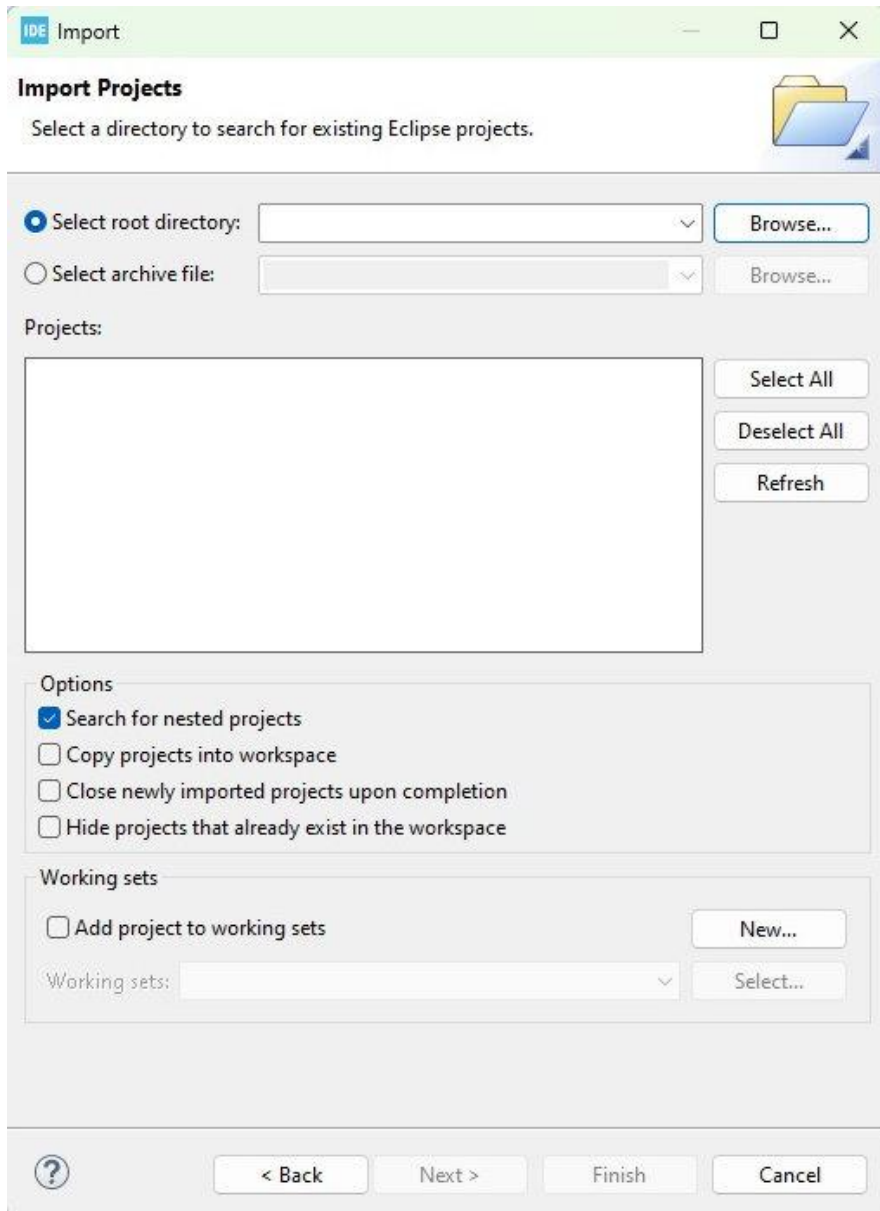 IDE Import
Import Projects
Select a directory to search for existing Eclipse projects.
Select root directory: Browse...
Select archive file: Browse...
Projects:
Select All
Deselect All
Refresh
Options
Search for nested projects
Copy projects into workspace
Close newly imported projects upon completion
Hide projects that already exist in the workspace
Working sets
Add project to working sets New...
Working sets: Select...
? < Back Next > Finish Cancel